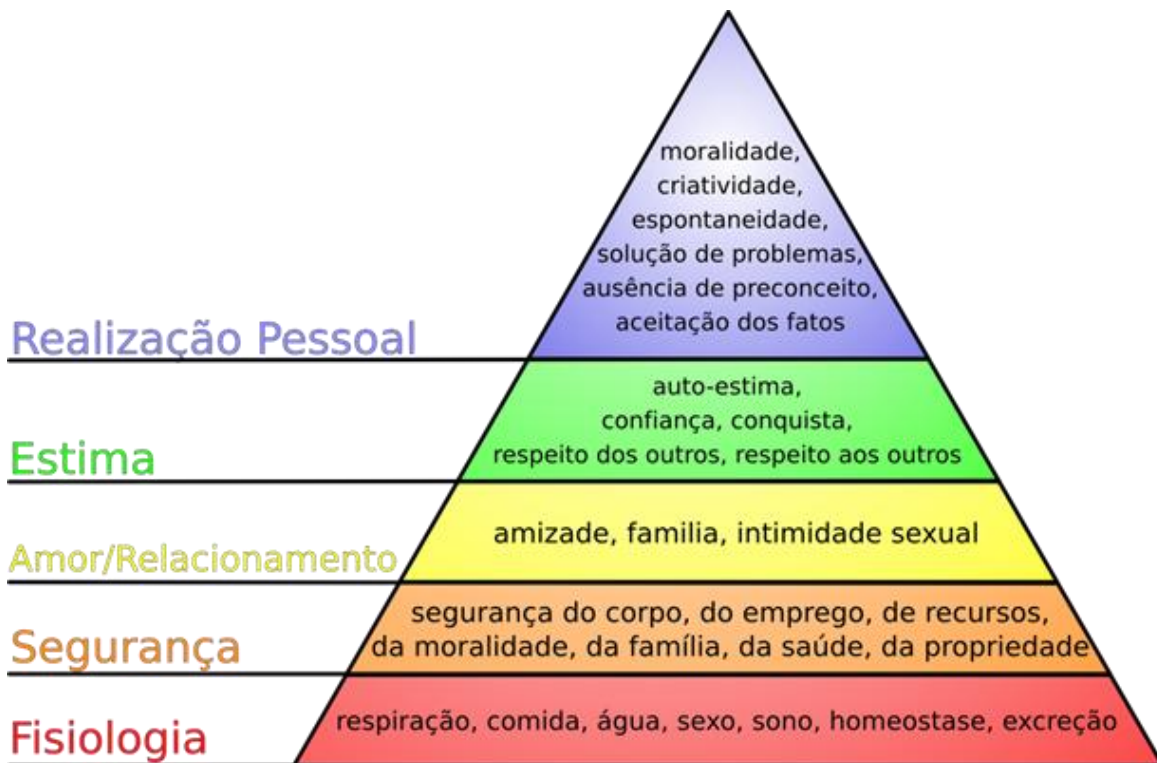 moralidade,
criatividade,
espontaneidade,
solução de problemas,
ausência de preconceito,
aceitação dos fatos
Realização Pessoal
auto-estima,
confiança, conquista,
respeito dos outros, respeito aos outros
Estima
amizade, familia, intimidade sexual
Amor/Relacionamento
segurança do corpo, do emprego, de recursos,
da moralidade, da família, da saúde, da propriedade
Segurança
respiração, comida, água, sexo, sono, homeostase, excreção
Fisiologia